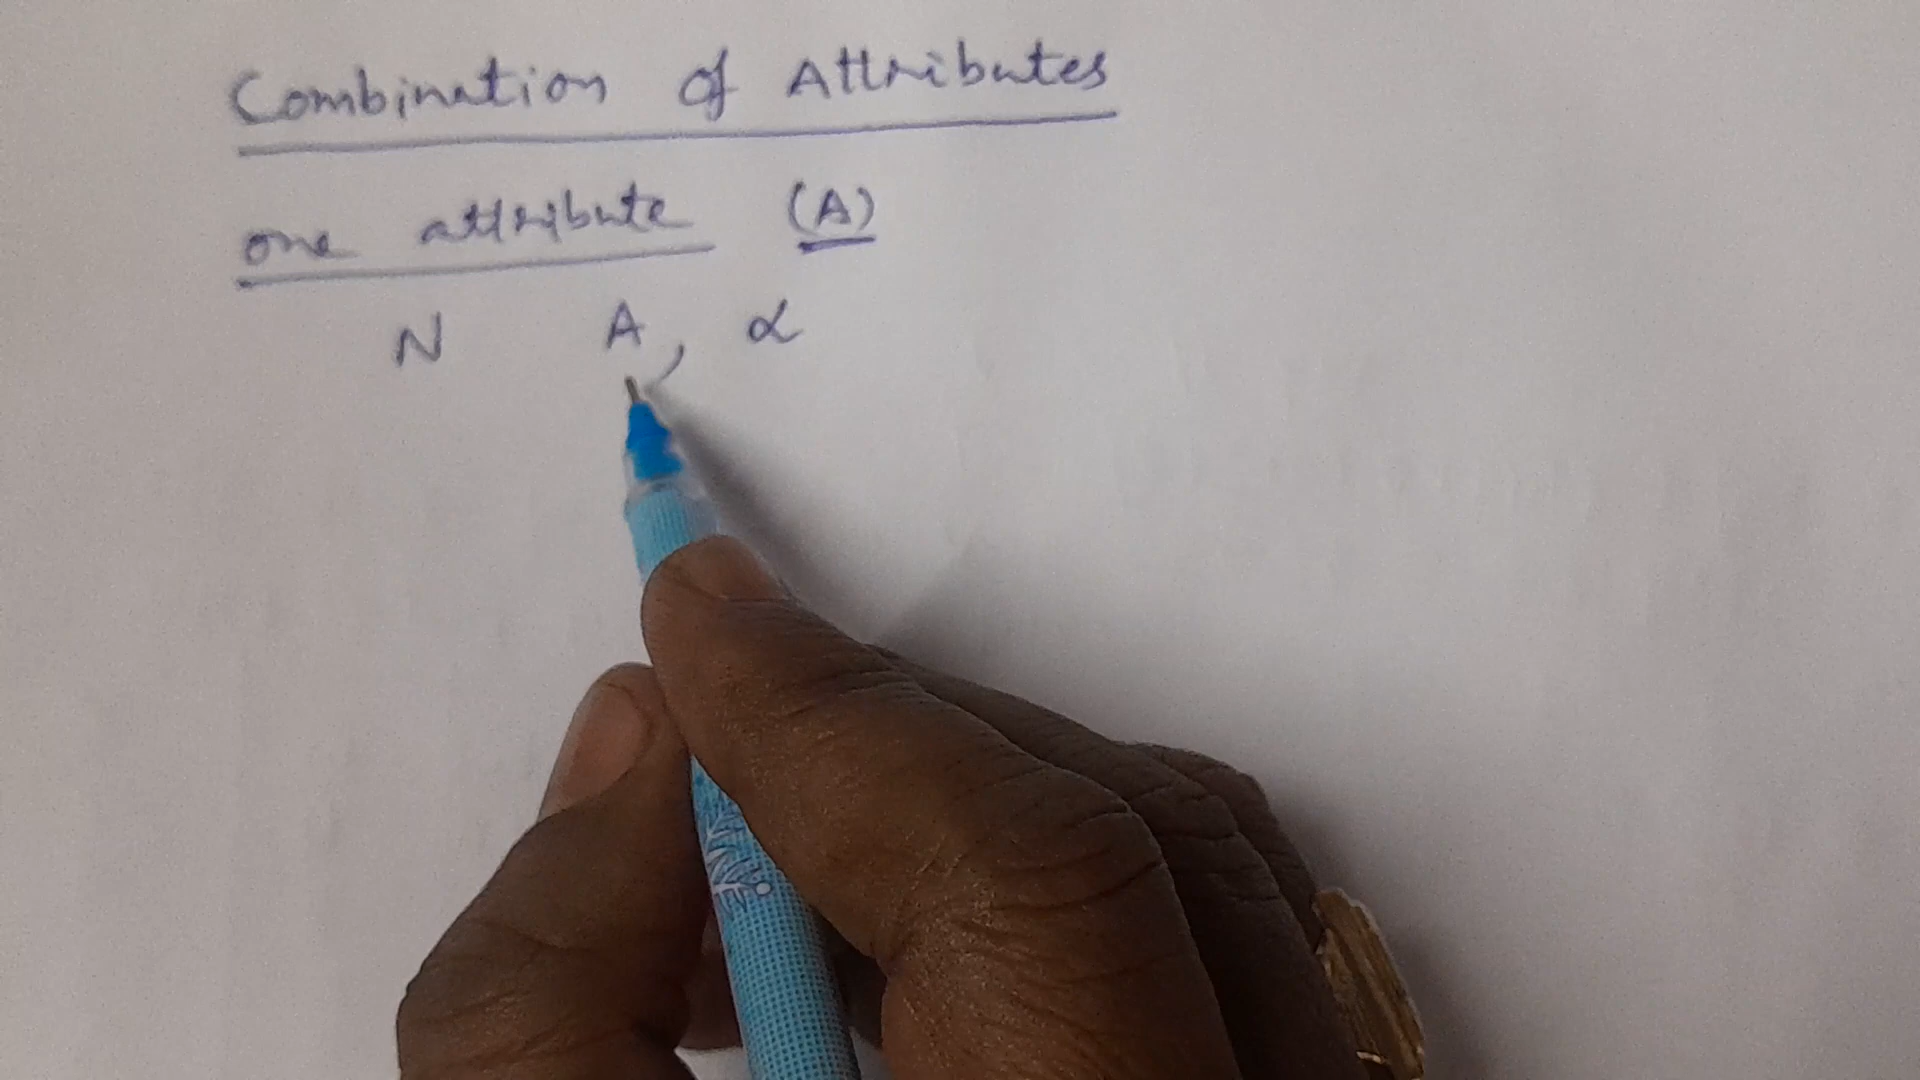 Combination of Attributes
one attribute (A)
N A, α